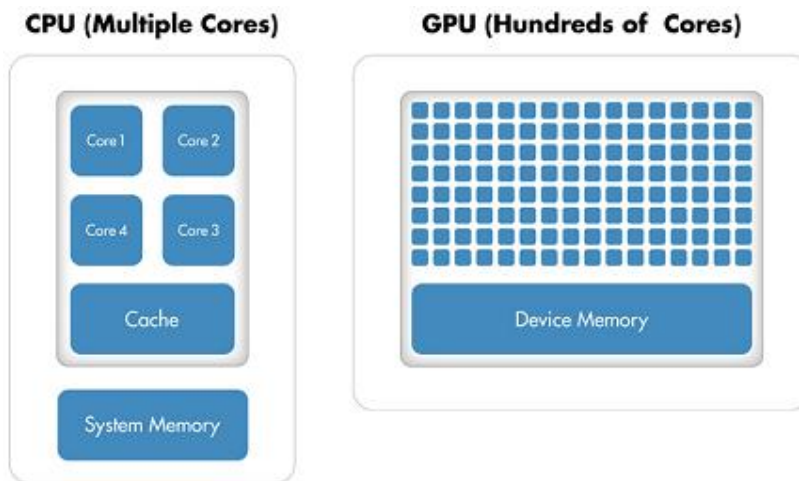 CPU (Multiple Cores)
GPU (Hundreds of Cores)
Core 1
Core 2
Core 4
Core 3
Cache
System Memory
Device Memory